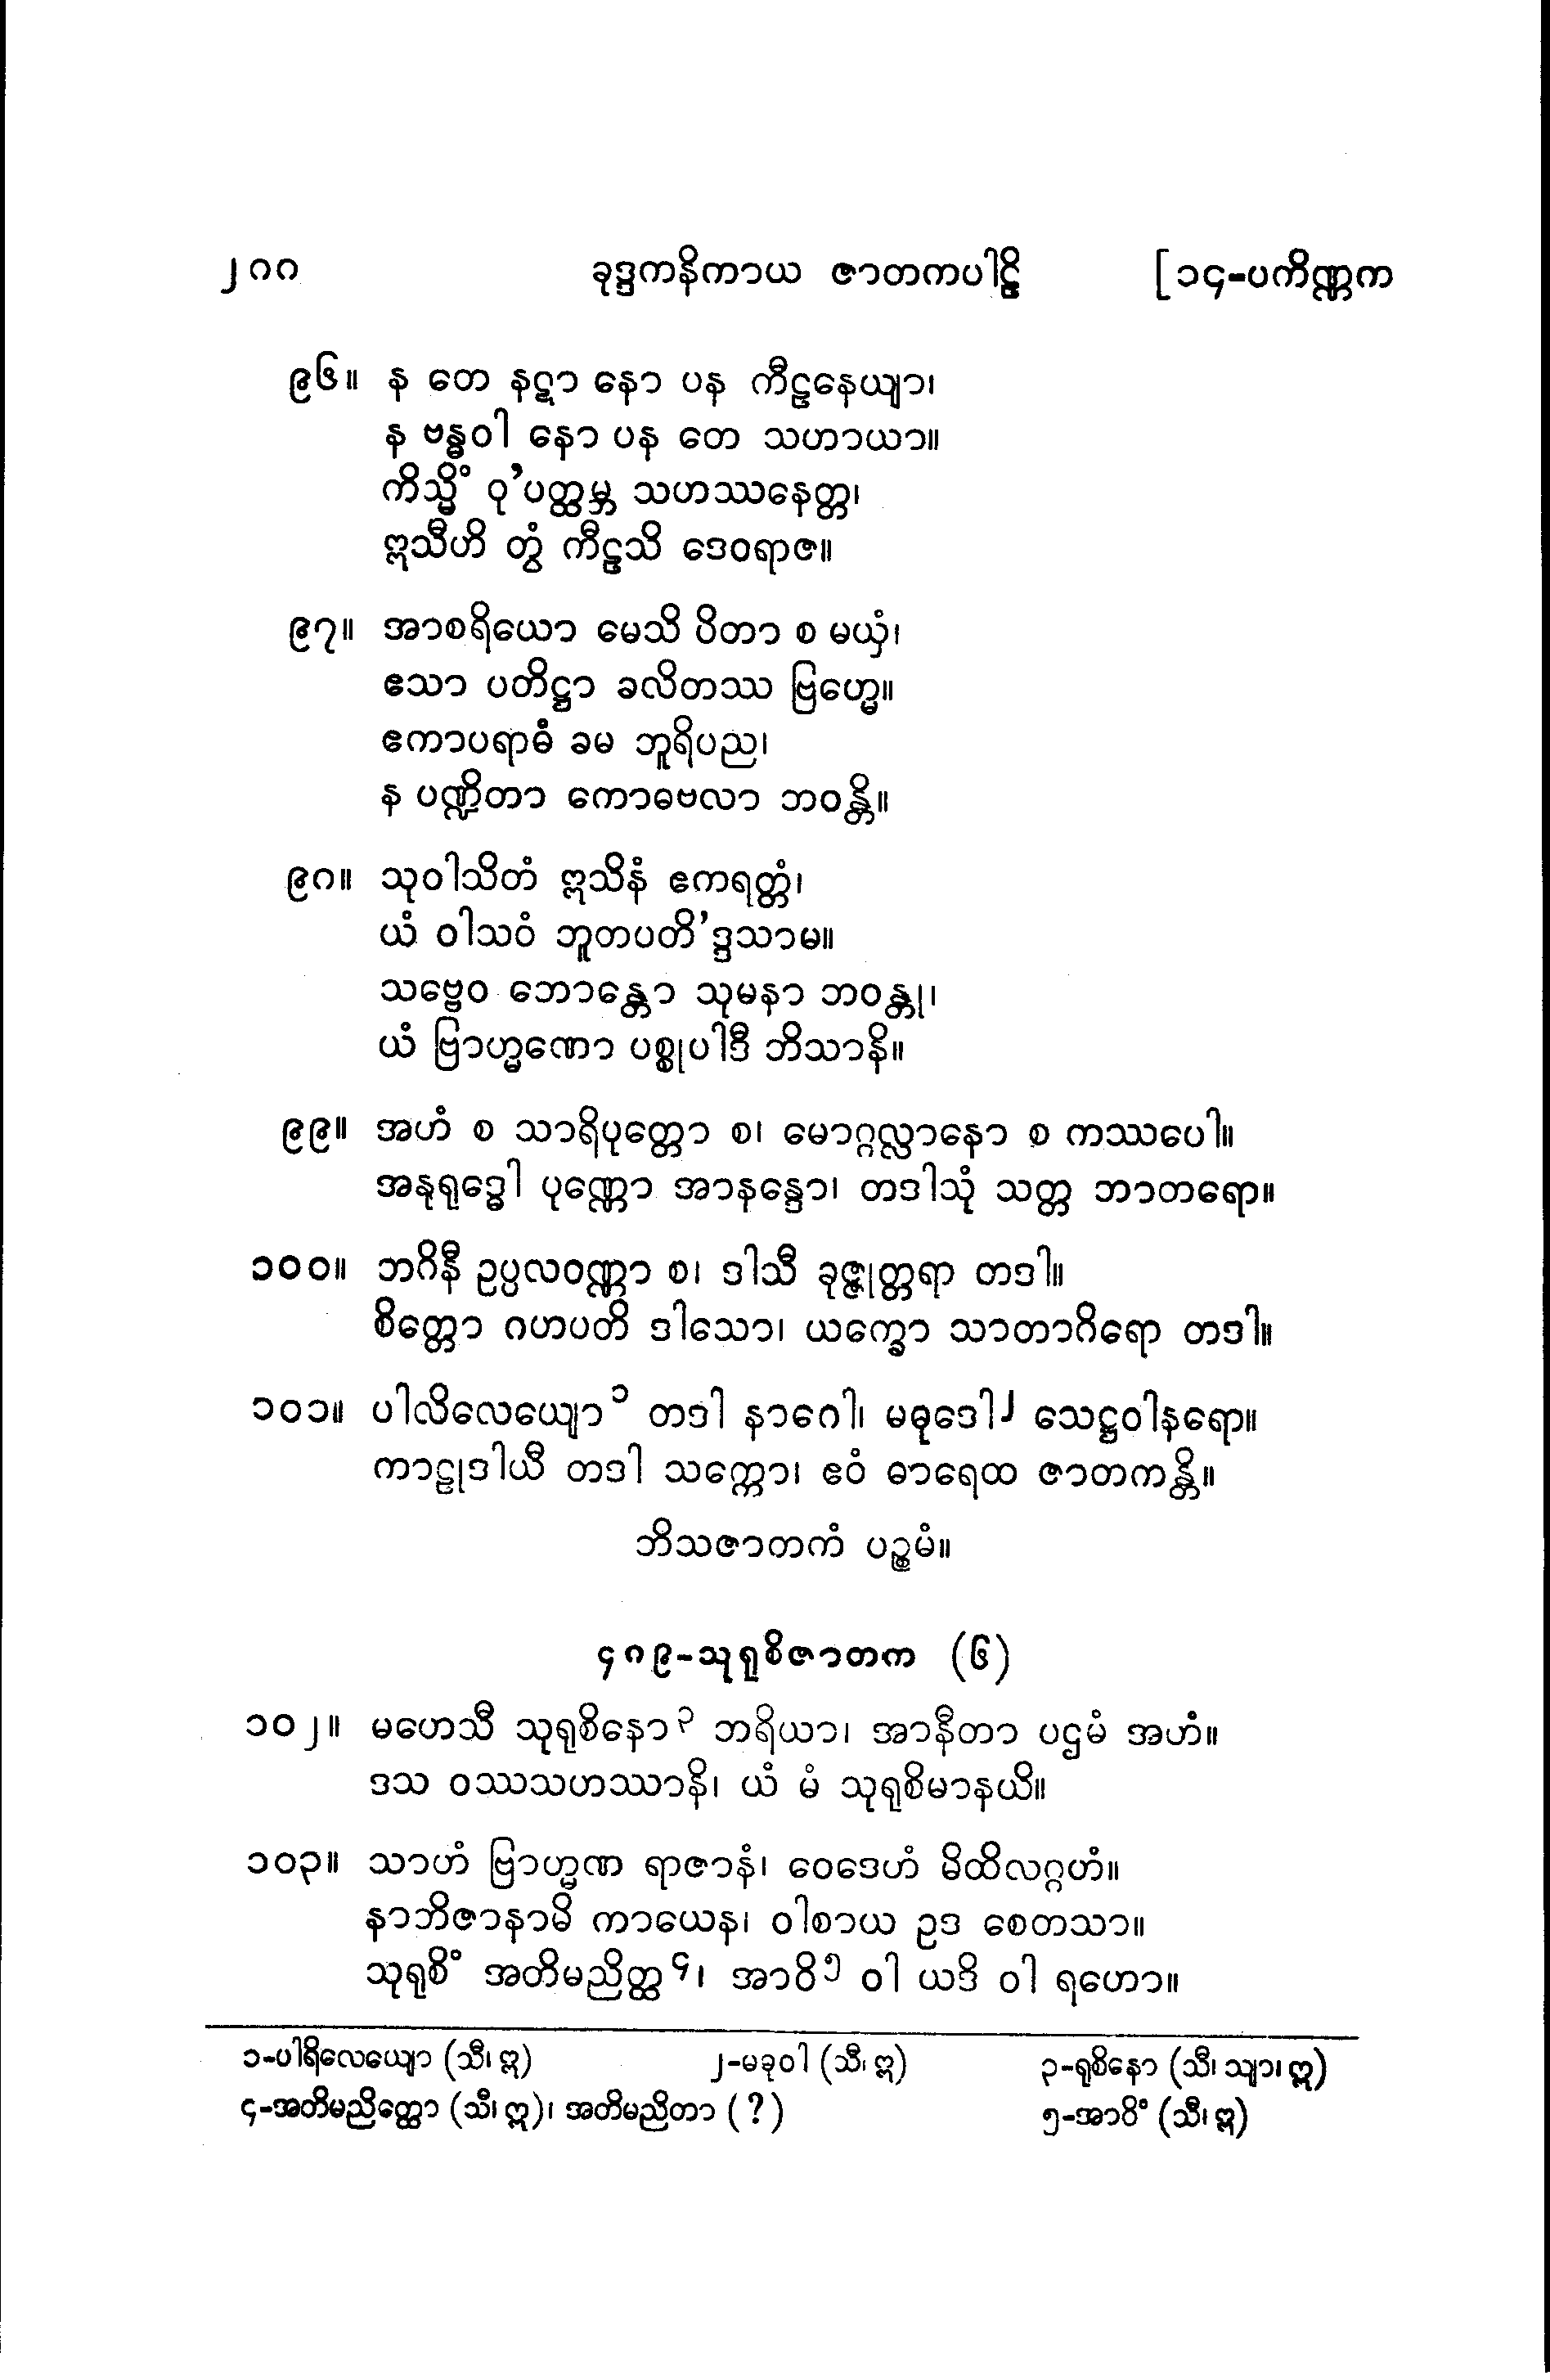 ၂၈၈ ခုဒ္ဒကနိကာယ ဇာတကပါဠိ [၁၄-ပကိဏ္ဏက
၉၆။ န တေ နဋာ နော ပန ကီဠနေယျာ၊
န ဗန္ဓဝါ နော ပန တေ သဟာယာ။
ကိသ္မိံ ဝု’ပတ္ထမ္ဘ သဟဿနေတ္တ၊
ဣသီဟိ တွံ ကီဠသိ ဒေဝရာဇ။
၉၇။ အာစရိယော မေသိ ပိတာ စ မယှံ၊
ဧသာ ပတိဋ္ဌာ ခလိတဿ ဗြဟ္မေ။
ဧကာပရာဓံ ခမ ဘူရိပည၊
န ပဏ္ဍိတာ ကောဓဗလာ ဘဝန္တိ။
၉၈။ သုဝါသိတံ ဣသိနံ ဧကရတ္တံ၊
ယံ ဝါသဝံ ဘူတပတိ’ဒ္ဒသာမ။
သဗ္ဗေဝ ဘောန္တော သုမနာ ဘဝန္တု၊
ယံ ဗြာဟ္မဏော ပစ္စုပါဒီ ဘိသာနိ။
၉၉။ အဟံ စ သာရိပုတ္တော စ၊ မောဂ္ဂလ္လာနော စ ကဿပေါ။
အနုရုဒ္ဓေါ ပုဏ္ဏော အာနန္ဒော၊ တဒါသုံ သတ္တ ဘာတရော။
၁၀၀။ ဘဂိနီ ဥပ္ပလဝဏ္ဏာ စ၊ ဒါသီ ခုဇ္ဇုတ္တရာ တဒါ။
စိတ္တော ဂဟပတိ ဒါသော၊ ယက္ခော သာတာဂိရော တဒါ။
၁၀၁။ ပါလိလေယျော၁ တဒါ နာဂေါ၊ မဓုဒေါ၂ သေဋ္ဌဝါနရော။
ကာဠုဒါယီ တဒါ သက္ကော၊ ဧဝံ ဓာရေထ ဇာတကန္တိ။
ဘိသဇာတကံ ပဉ္စမံ။
၄၈၉-သုရုစိဇာတက (၆)
၁၀၂။ မဟေသီ သုရုစိနော၃ ဘရိယာ၊ အာနီတာ ပဌမံ အဟံ။
ဒသ ဝဿသဟဿာနိ၊ ယံ မံ သုရုစိမာနယိ။
၁၀၃။ သာဟံ ဗြာဟ္မဏ ရာဇာနံ၊ ဝေဒေဟံ မိထိလဂ္ဂဟံ။
နာဘိဇာနာမိ ကာယေန၊ ဝါစာယ ဥဒ စေတသာ။
သုရုစိံ အတိမညိတ္ထ၄၊ အာဝိ၅ ဝါ ယဒိ ဝါ ရဟော။
၁-ပါရိလေယျော (သီ၊ ဣ) ၂-မခုဝါ (သီ၊ ဣ) ၃-ရုစိနော (သီ၊ သျာ၊ ဣ)
၄-အတိမညိတ္ထော (သီ၊ ဣ)၊ အတိမညိတာ (?) ၅-အာဝိံ (သီ၊ ဣ)